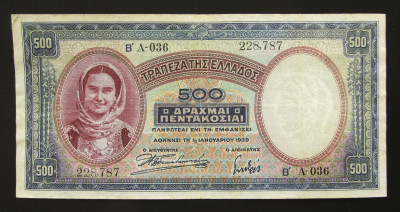 500
Β΄ Λ-036
228.787
500
ΤΡΑΠΕΖΑ ΤΗΣ ΕΛΛΑΔΟΣ
500
ΔΡΑΧΜΑΙ
ΠΕΝΤΑΚΟΣΙΑΙ
ΠΛΗΡΩΤΕΑΙ ΕΠΙ ΤΗ ΕΜΦΑΝΙΣΕΙ
ΑΘΗΝΗΣΙ ΤΗ 1 ΙΑΝΟΥΑΡΙΟΥ 1939
Ο ΔΙΕΥΘΥΝΤΗΣ
Ο ΔΙΟΙΚΗΤΗΣ
228.787
Β΄ Λ-036
500
500